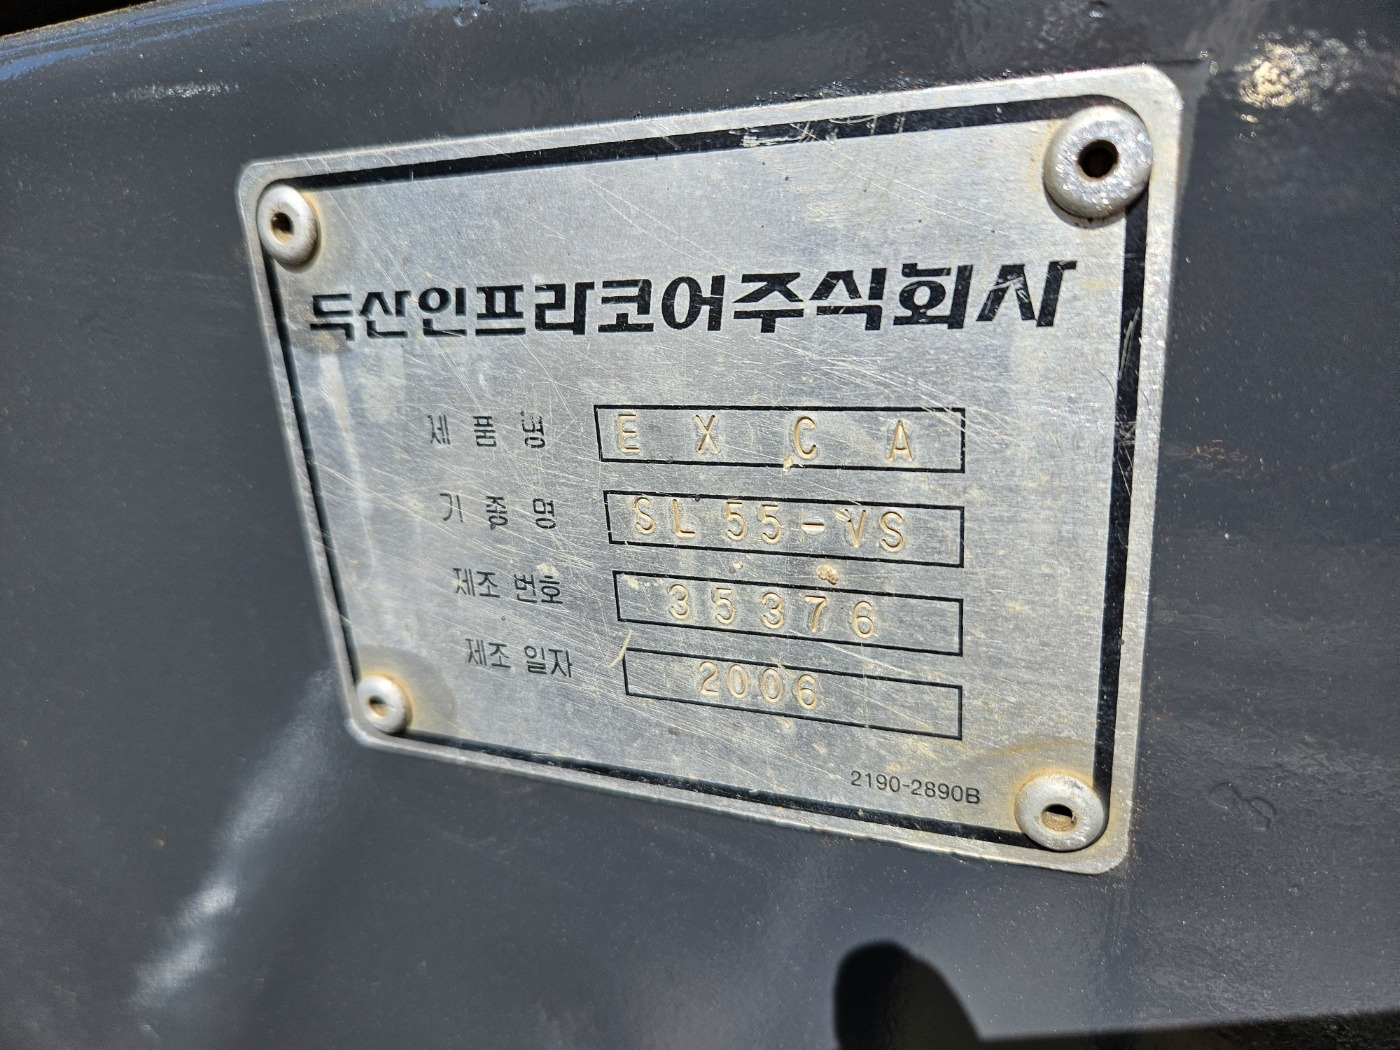 두산인프라코어주식회사
제 품 명 E X C A
기 종 명 SL55-VS
제조 번호 35376
제조 일자 2006
2190-2890B